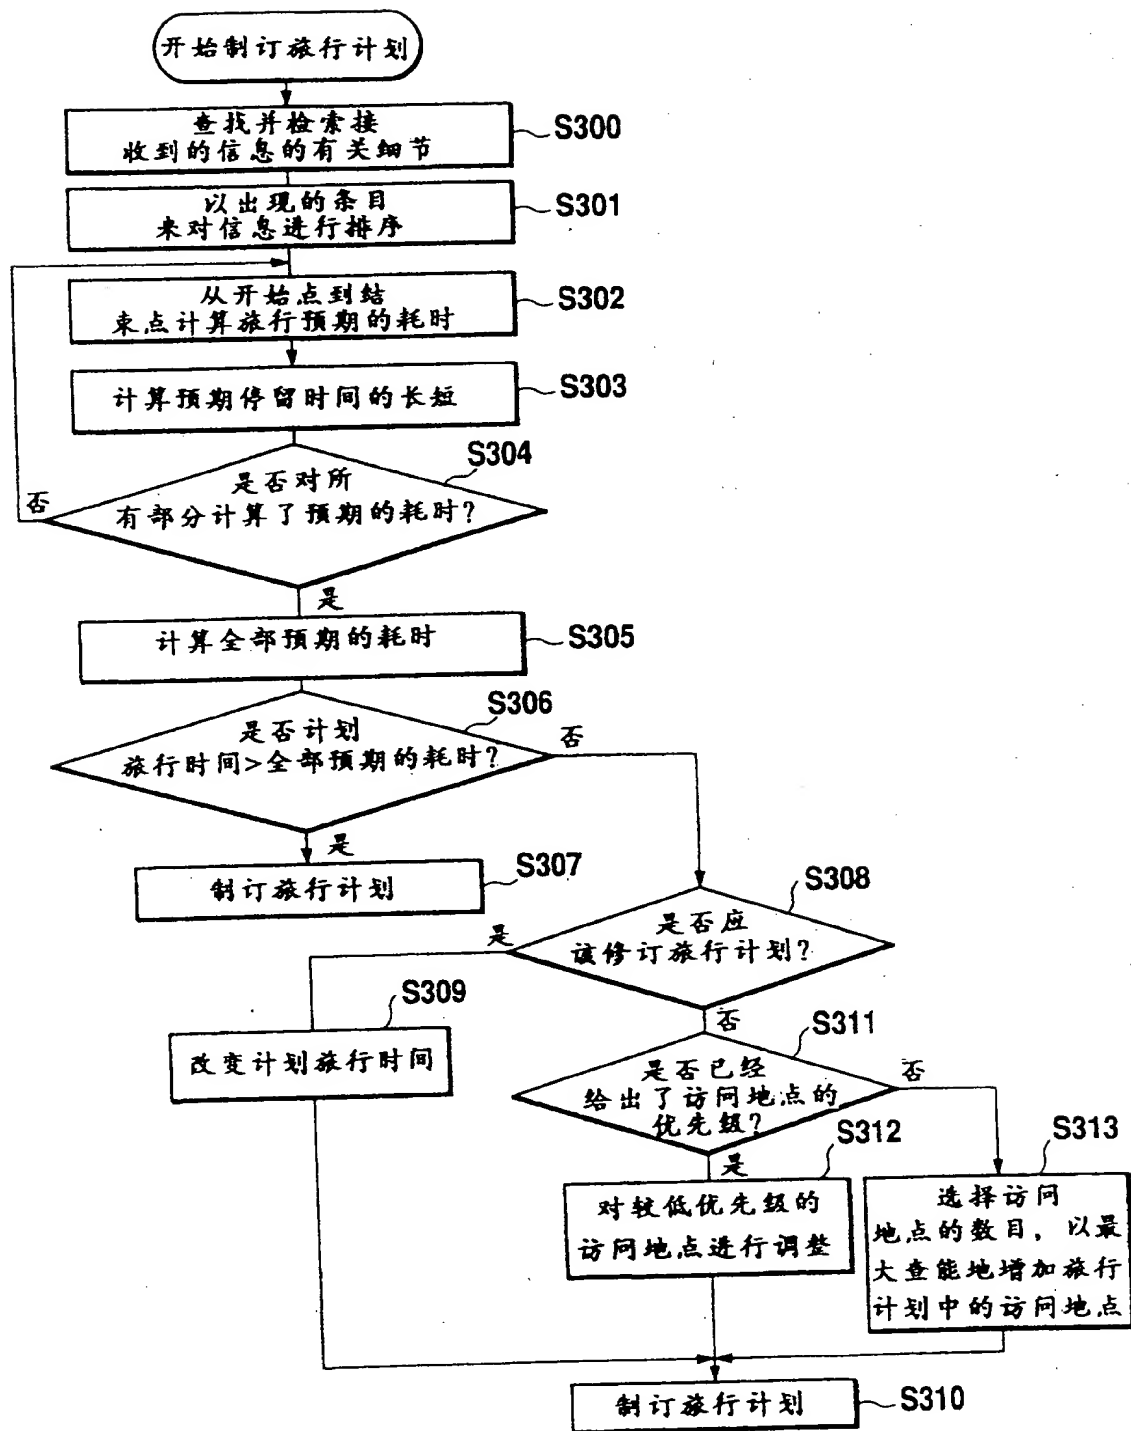 开始制订旅行计划
查找并检索接
收到的信息的有关细节
S300
以出现的条目
来对信息进行排序
S301
从开始点到结
束点计算旅行预期的耗时
S302
计算预期停留时间的长短
S303
S304
是否对所
有部分计算了预期的耗时?
否
是
计算全部预期的耗时
S305
S306
是否计划
旅行时间>全部预期的耗时?
否
是
制订旅行计划
S307
S308
是否应
该修订旅行计划?
是
否
S309
改变计划旅行时间
S311
是否已经
给出了访问地点的
优先级?
否
是
S312
对较低优先级的
访问地点进行调整
S313
选择访问
地点的数目，以最
大查能地增加旅行
计划中的访问地点
制订旅行计划
S310